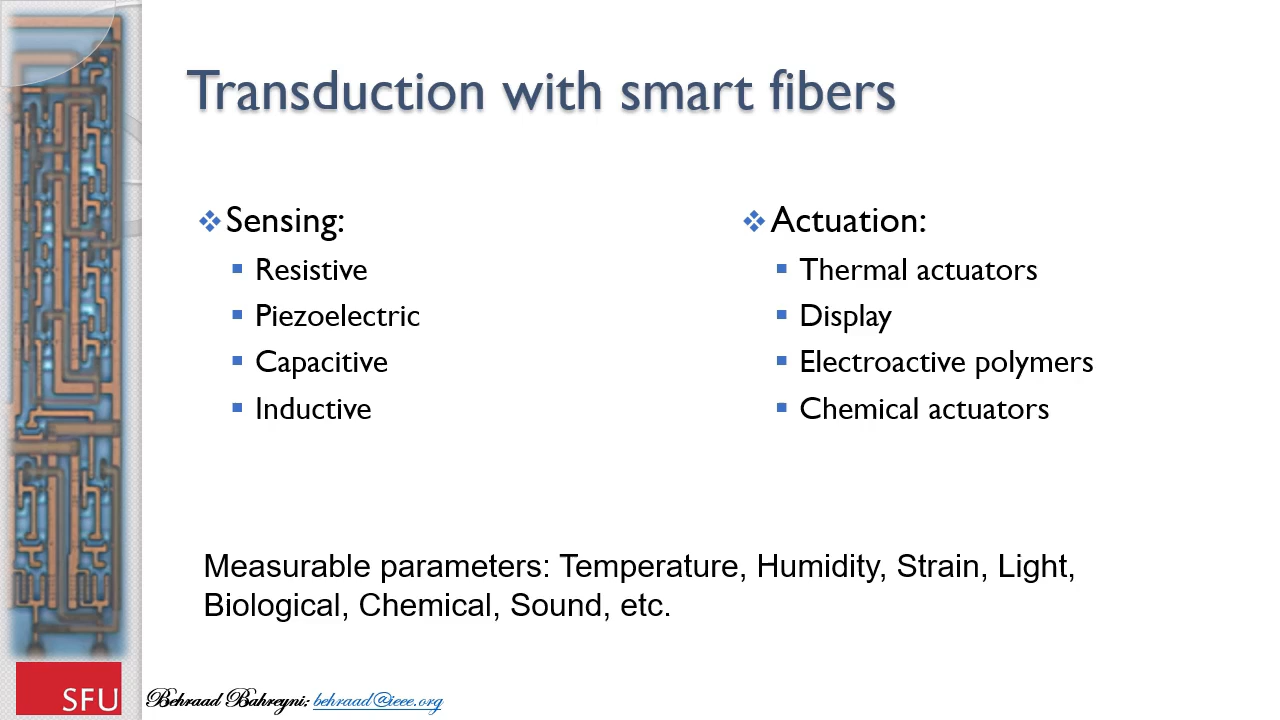 Transduction with smart fibers
Sensing:
Resistive
Piezoelectric
Capacitive
Inductive
Actuation:
Thermal actuators
Display
Electroactive polymers
Chemical actuators
Measurable parameters: Temperature, Humidity, Strain, Light,
Biological, Chemical, Sound, etc.
SFU
Behraad Bahreyni: behraad@ieee.org